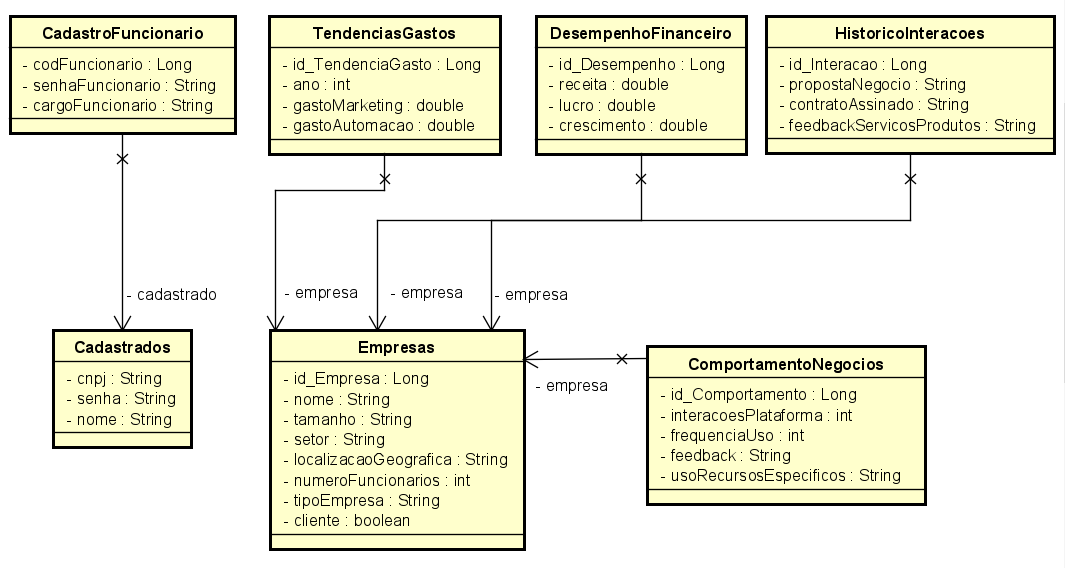 CadastroFuncionario
- codFuncionario : Long
- senhaFuncionario : String
- cargoFuncionario : String
TendenciasGastos
- id_TendenciaGasto : Long
- ano : int
- gastoMarketing : double
- gastoAutomacao : double
DesempenhoFinanceiro
- id_Desempenho : Long
- receita : double
- lucro : double
- crescimento : double
HistoricoInteracoes
- id_Interacao : Long
- propostaNegocio : String
- contratoAssinado : String
- feedbackServicosProdutos : String
- cadastrado
- empresa
- empresa
- empresa
Cadastrados
- cnpj : String
- senha : String
- nome : String
Empresas
- id_Empresa : Long
- nome : String
- tamanho : String
- setor : String
- localizacaoGeografica : String
- numeroFuncionarios : int
- tipoEmpresa : String
- cliente : boolean
- empresa
ComportamentoNegocios
- id_Comportamento : Long
- interacoesPlataforma : int
- frequenciaUso : int
- feedback : String
- usoRecursosEspecificos : String